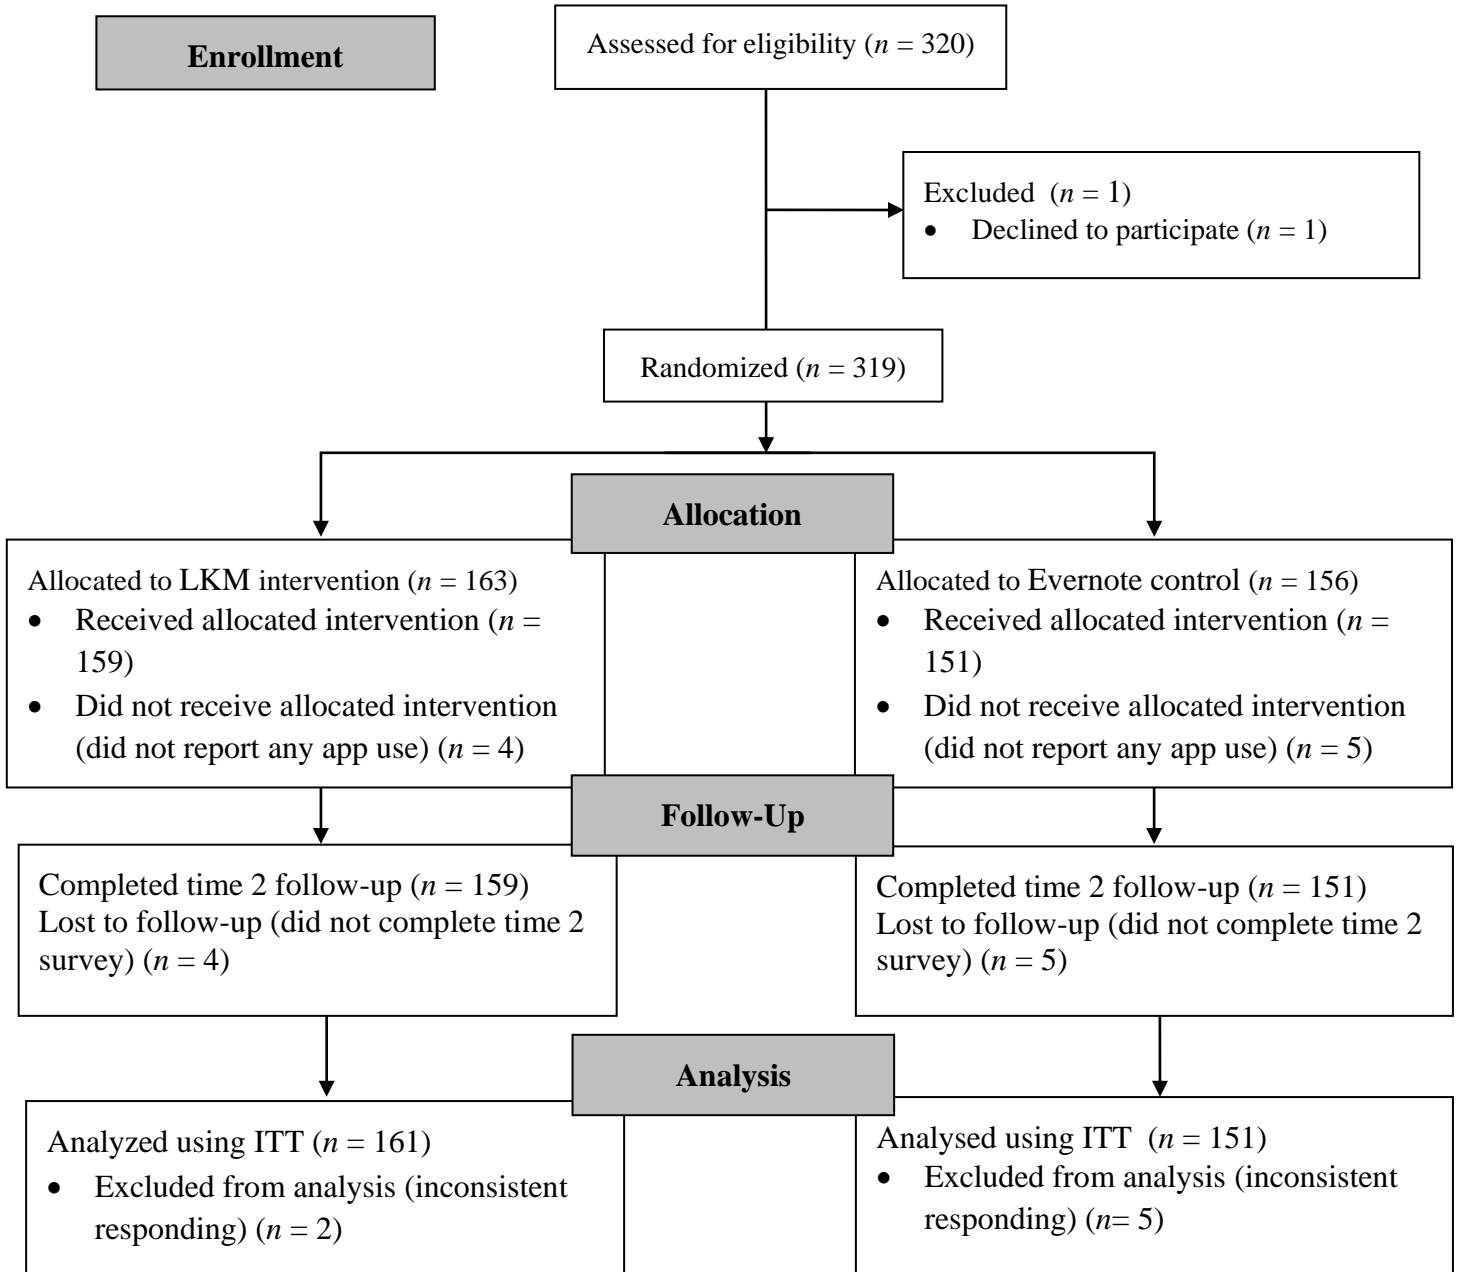 Enrollment
Assessed for eligibility (n = 320)
Excluded  (n = 1)
• Declined to participate (n = 1)
Randomized (n = 319)
Allocation
Allocated to LKM intervention (n = 163)
• Received allocated intervention (n =
159)
• Did not receive allocated intervention
(did not report any app use) (n = 4)
Allocated to Evernote control (n = 156)
• Received allocated intervention (n =
151)
• Did not receive allocated intervention
(did not report any app use) (n = 5)
Follow-Up
Completed time 2 follow-up (n = 159)
Lost to follow-up (did not complete time 2
survey) (n = 4)
Completed time 2 follow-up (n = 151)
Lost to follow-up (did not complete time 2
survey) (n = 5)
Analysis
Analyzed using ITT (n = 161)
• Excluded from analysis (inconsistent
responding) (n = 2)
Analysed using ITT  (n = 151)
• Excluded from analysis (inconsistent
responding) (n= 5)